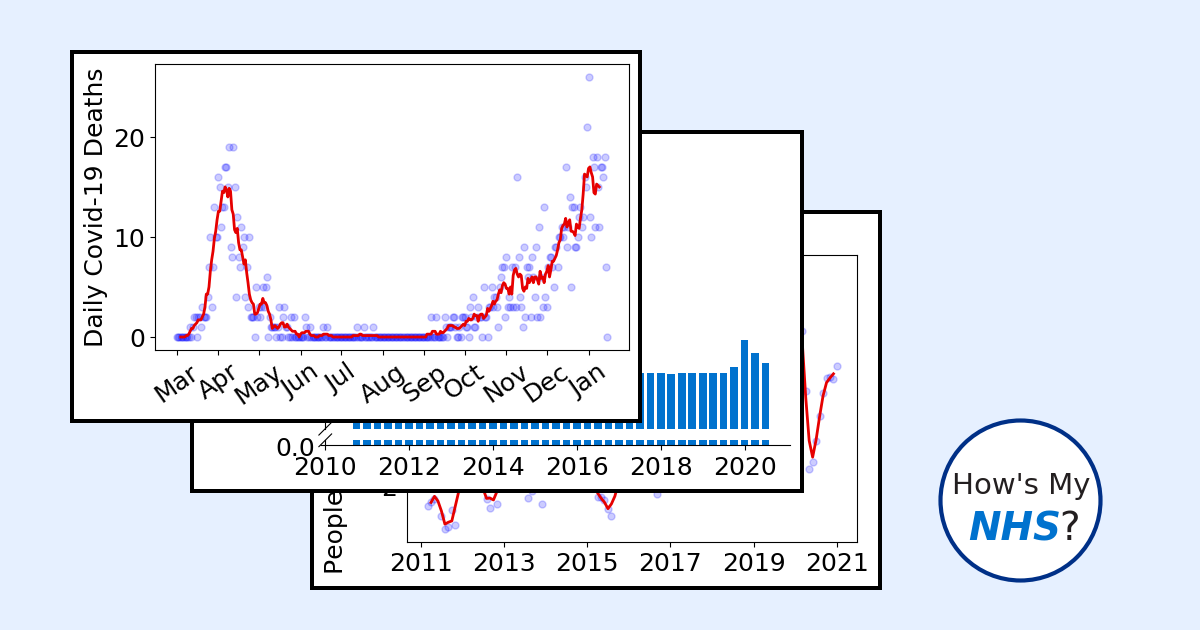 Daily Covid-19 Deaths
20
10
0
Mar Apr May Jun Jul Aug Sep Oct Nov Dec Jan
0.0
2010 2012 2014 2016 2018 2020
People
2011 2013 2015 2017 2019 2021
How's My
NHS?